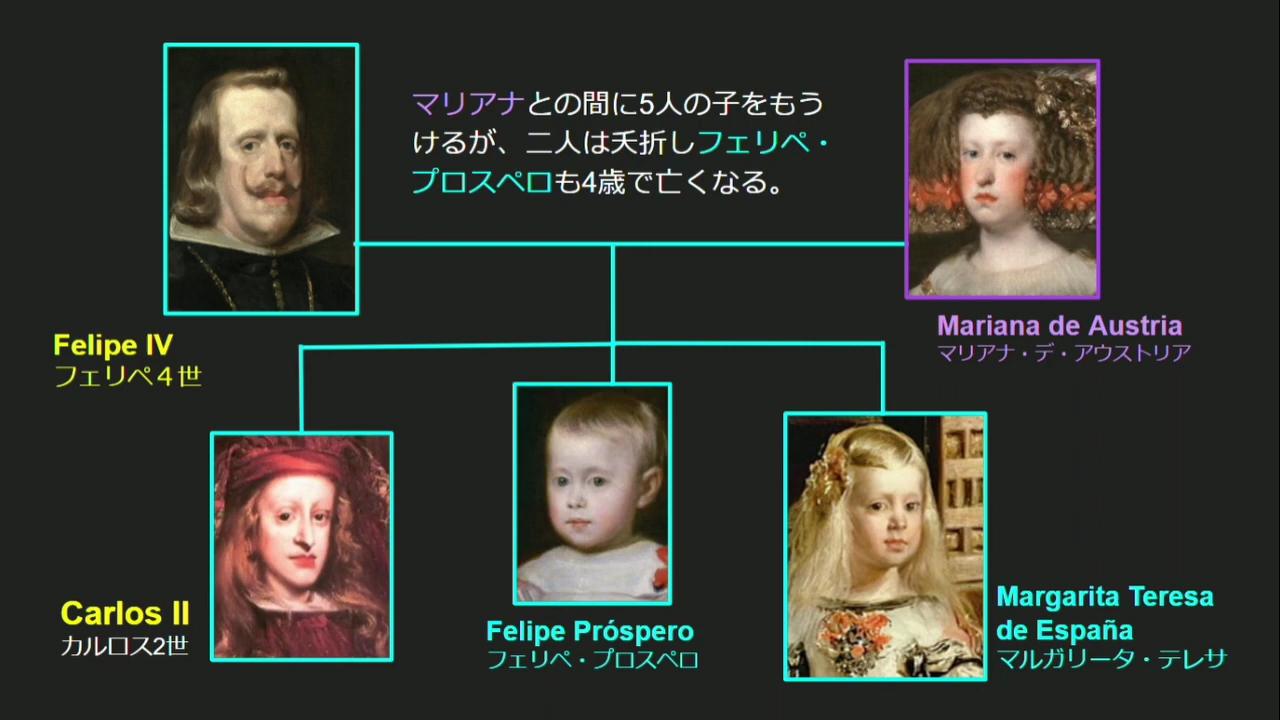 マリアナとの間に5人の子をもう
けるが、二人は夭折しフェリペ・
プロスペロも4歳で亡くなる。
Felipe IV
フェリペ４世
Mariana de Austria
マリアナ・デ・アウストリア
Carlos II
カルロス2世
Felipe Próspero
フェリペ・プロスペロ
Margarita Teresa
de España
マルガリータ・テレサ